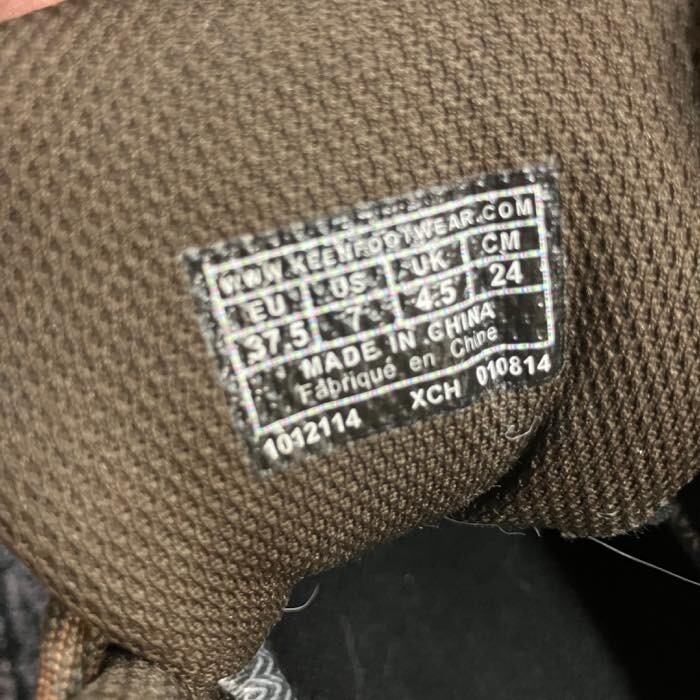 WWW.KEENFOOTWEAR.COM
EU US UK CM
37.5 7 4.5 24
MADE IN CHINA
Fabriqué en Chine
1012114 XCH 010814